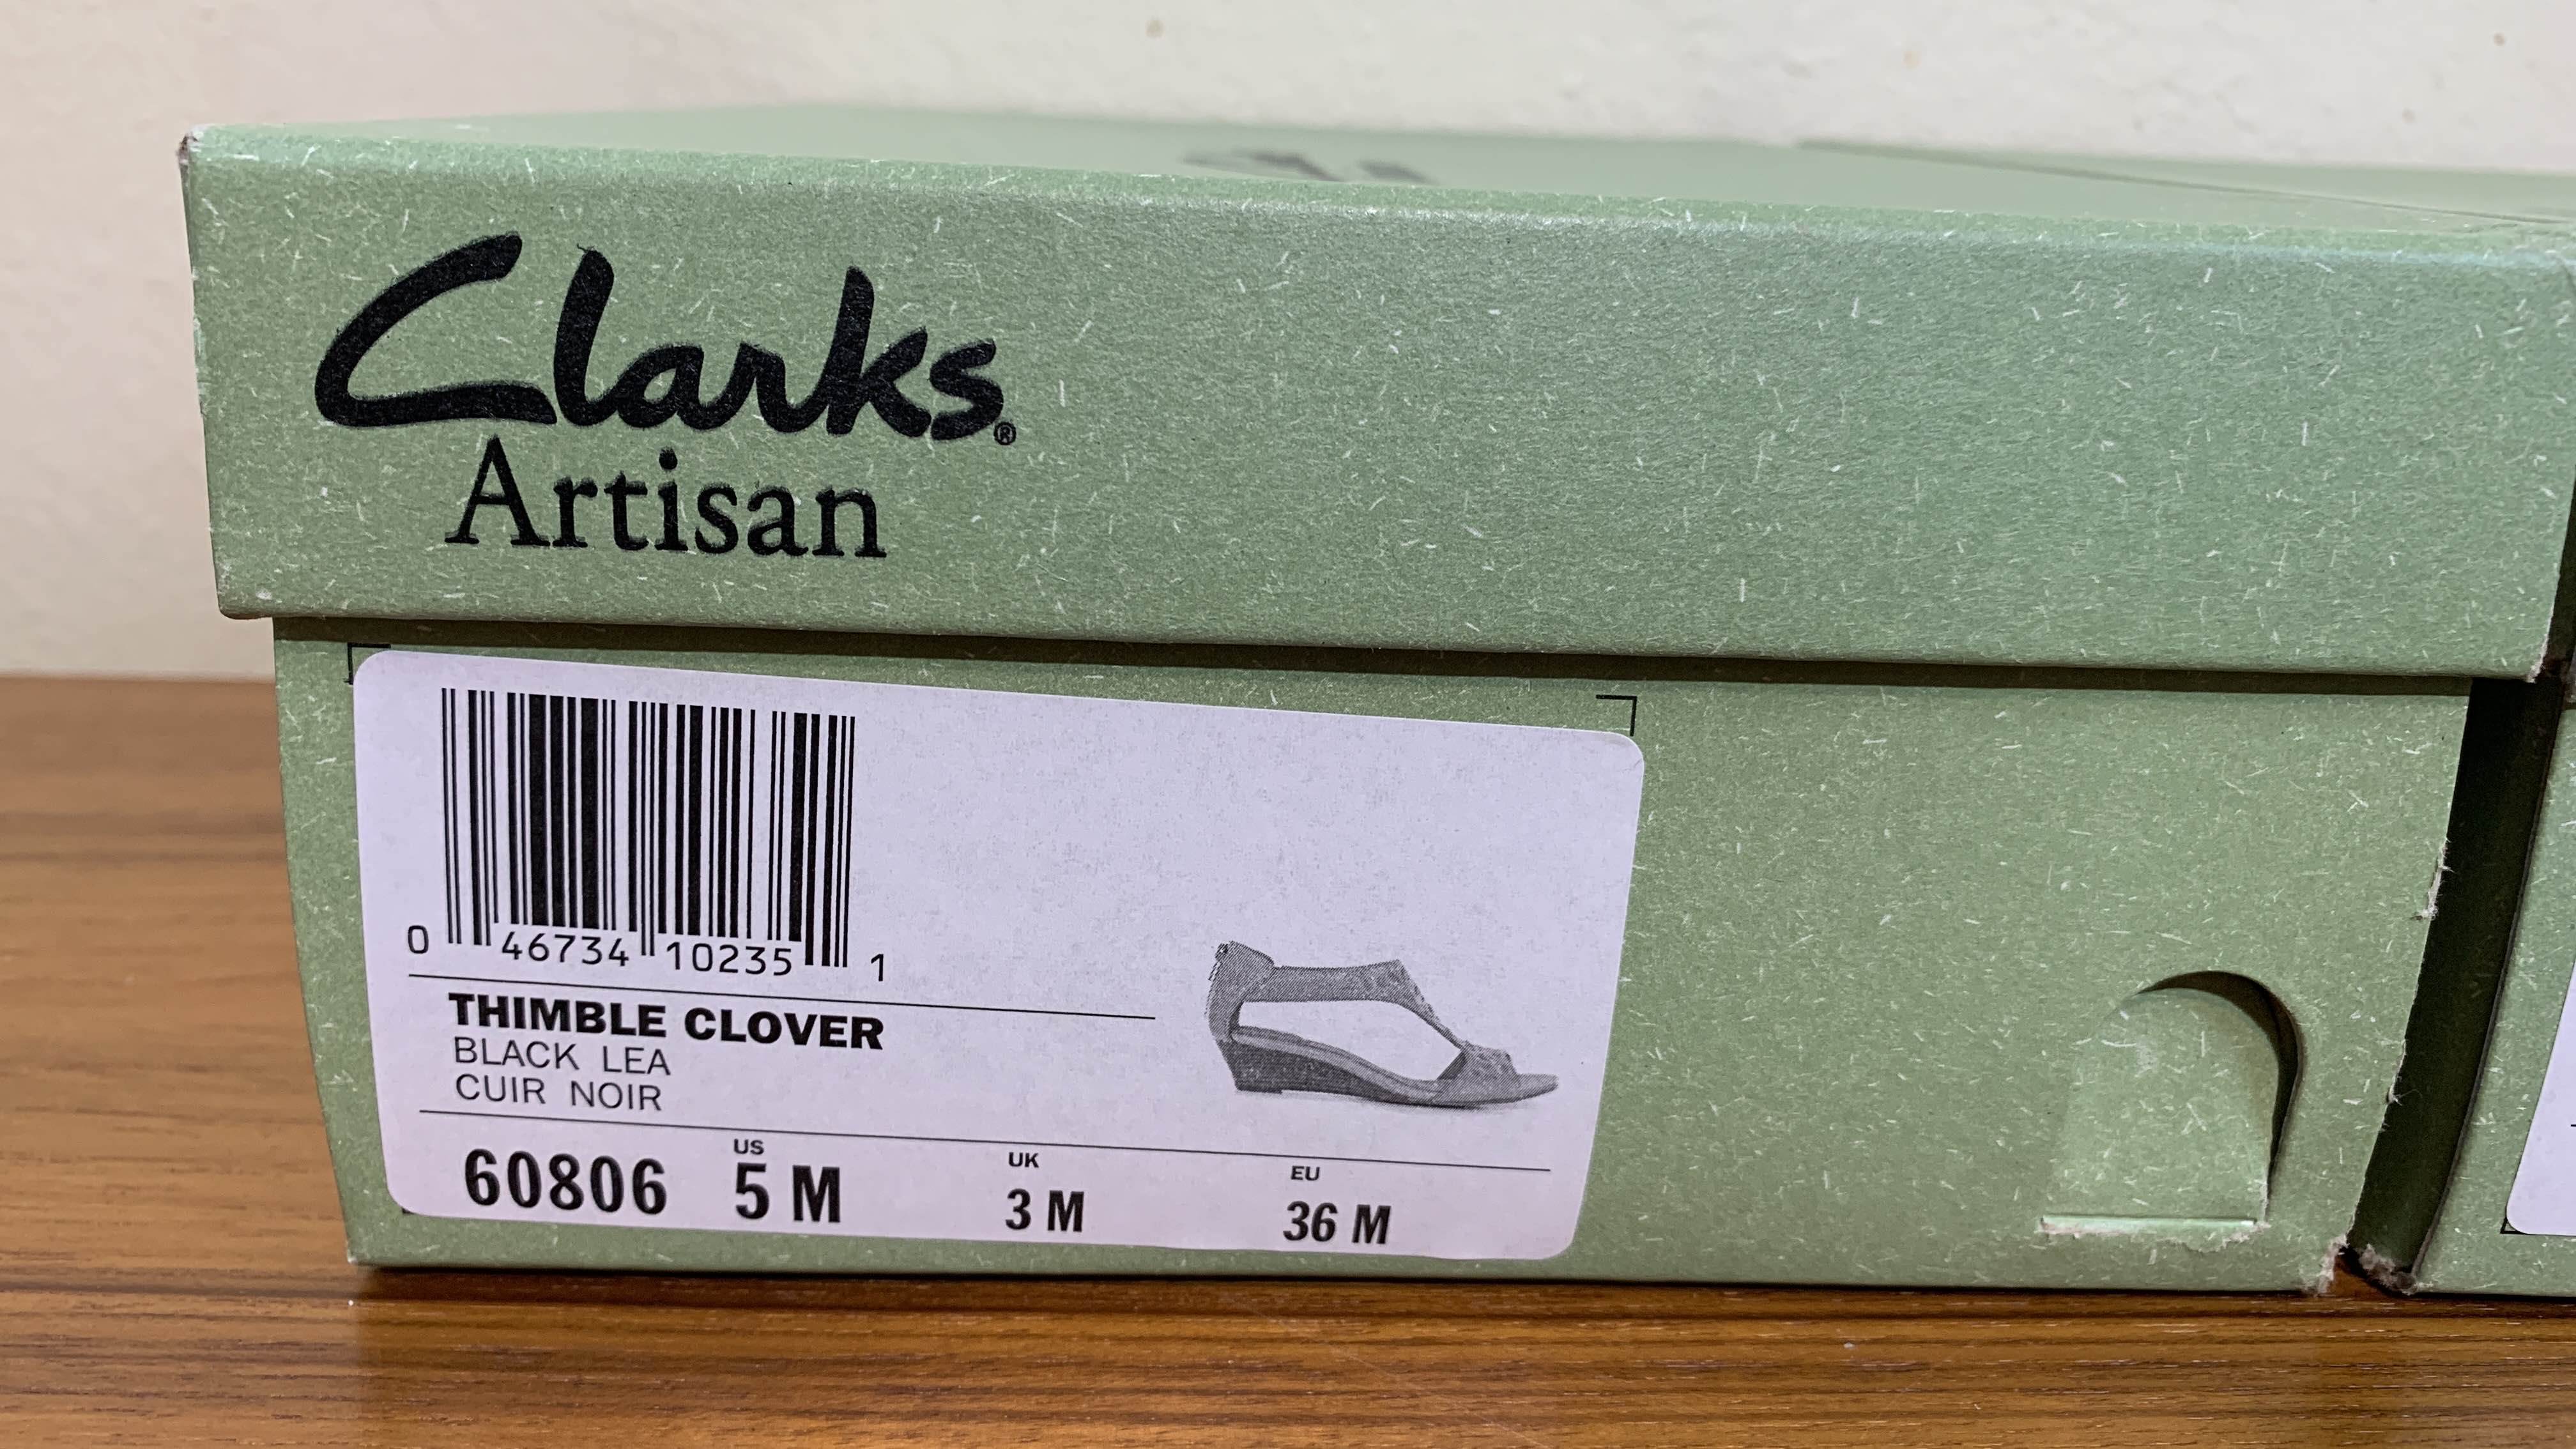 Clarks®
Artisan
0 46734 10235 1
THIMBLE CLOVER
BLACK LEA
CUIR NOIR
60806
US
5 M
UK
3 M
EU
36 M